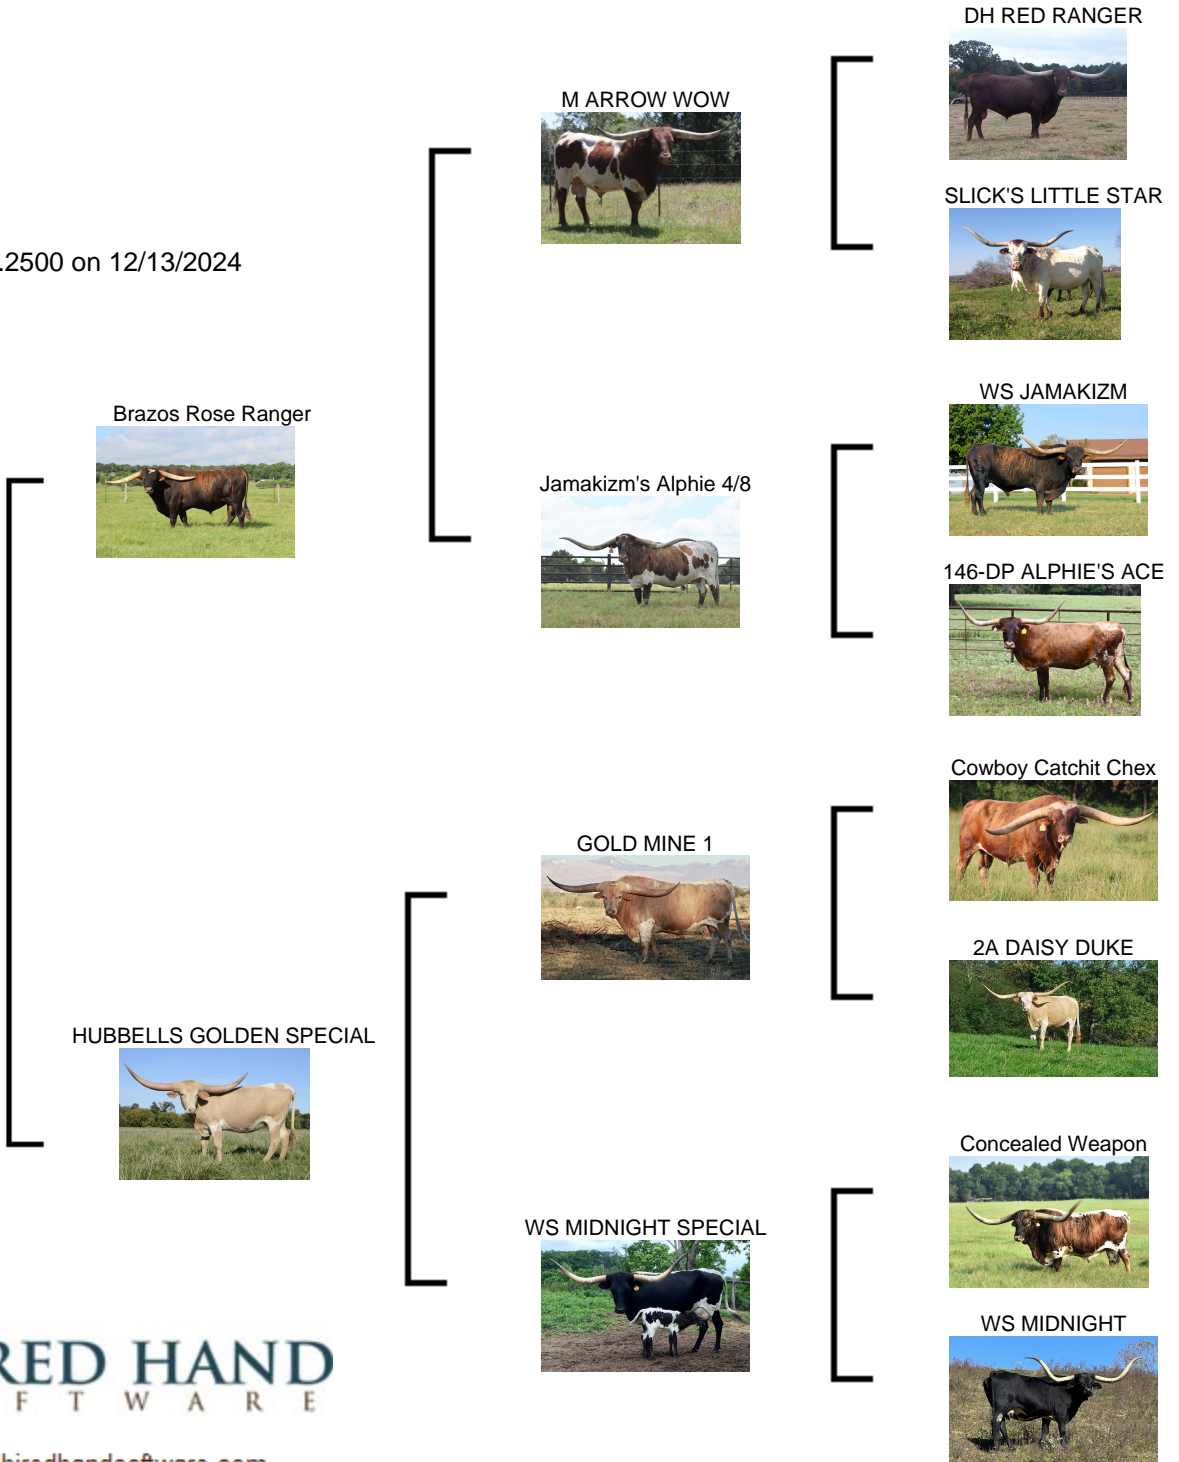 DH RED RANGER
M ARROW WOW
SLICK'S LITTLE STAR
.2500 on 12/13/2024
WS JAMAKIZM
Brazos Rose Ranger
Jamakizm's Alphie 4/8
146-DP ALPHIE'S ACE
Cowboy Catchit Chex
GOLD MINE 1
2A DAISY DUKE
HUBBELLS GOLDEN SPECIAL
Concealed Weapon
WS MIDNIGHT SPECIAL
WS MIDNIGHT
RED HAND
F T W A R E
hiredhandsoftware.com